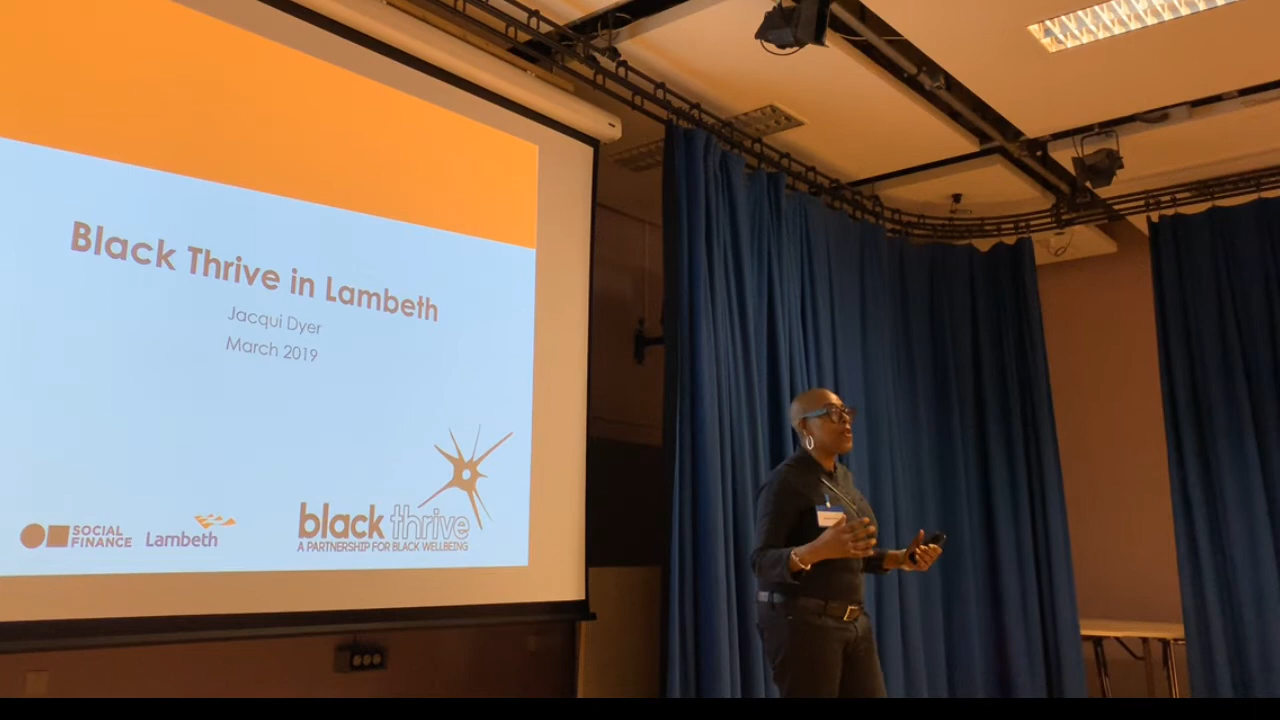 Black Thrive in Lambeth
Jacqui Dyer
March 2019
SOCIAL
FINANCE
Lambeth
black thrive
A PARTNERSHIP FOR BLACK WELLBEING